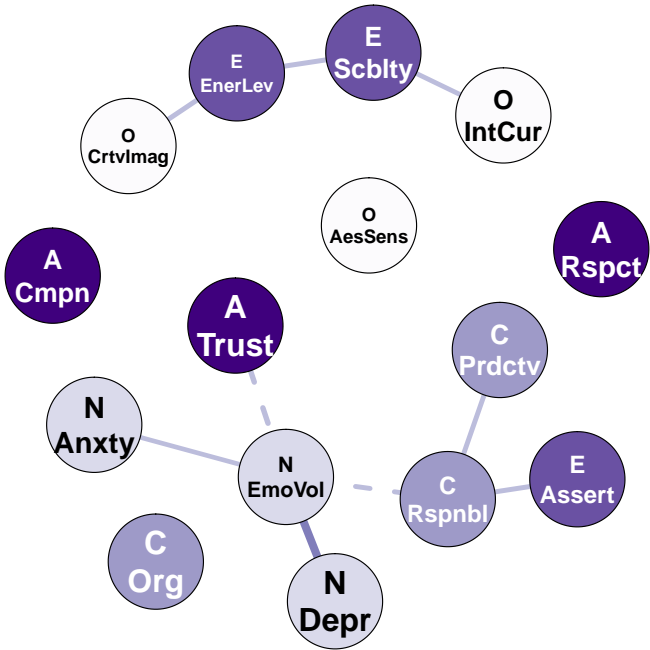 E
Scblty
E
EnerLev
O
IntCur
O
CrtvImag
O
AesSens
A
Rspct
A
Cmpn
A
Trust
C
Prdctv
N
Anxty
N
EmoVol
E
Assert
C
Rspnbl
C
Org
N
Depr